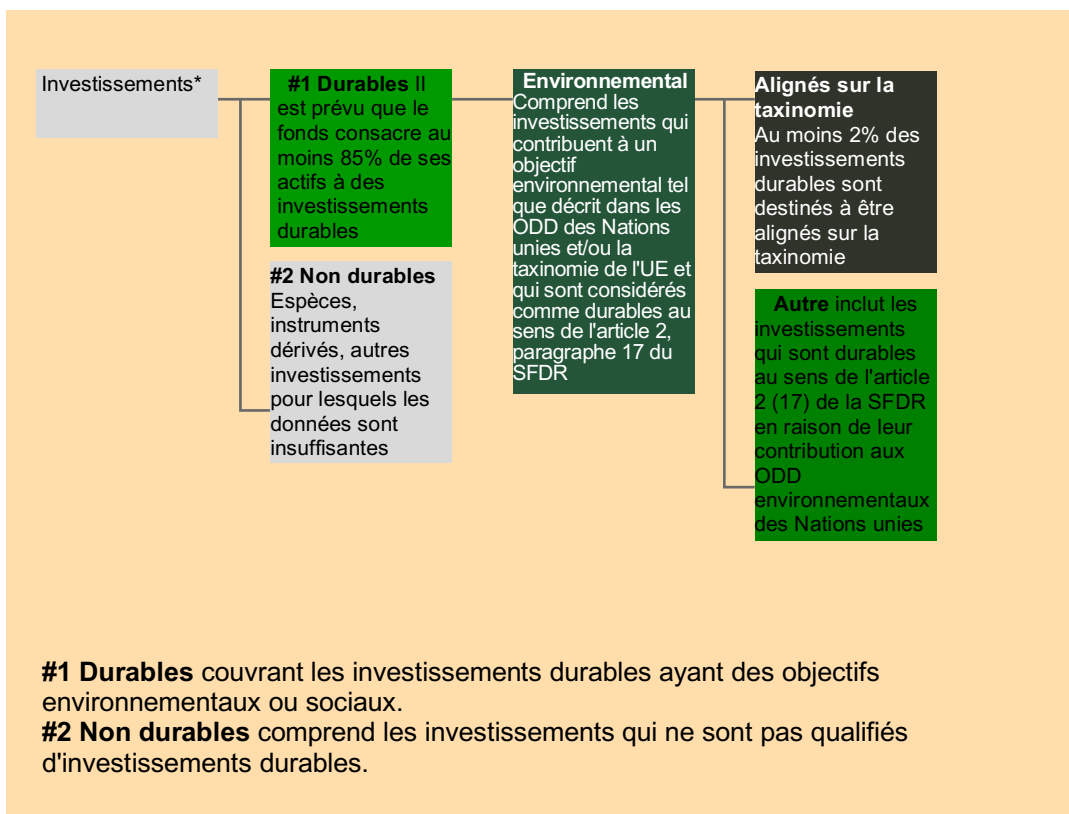 Investissements*
#1 Durables Il
est prévu que le
fonds consacre au
moins 85% de ses
actifs à des
investissements
durables
#2 Non durables
Espèces,
instruments
dérivés, autres
investissements
pour lesquels les
données sont
insuffisantes
Environnemental
Comprend les
investissements qui
contribuent à un
objectif
environnemental tel
que décrit dans les
ODD des Nations
unies et/ou la
taxinomie de l'UE et
qui sont considérés
comme durables au
sens de l'article 2,
paragraphe 17 du
SFDR
Alignés sur la
taxinomie
Au moins 2% des
investissements
durables sont
destinés à être
alignés sur la
taxinomie
Autre inclut les
investissements
qui sont durables
au sens de l'article
2 (17) de la SFDR
en raison de leur
contribution aux
ODD
environnementaux
des Nations unies
#1 Durables couvrant les investissements durables ayant des objectifs
environnementaux ou sociaux.
#2 Non durables comprend les investissements qui ne sont pas qualifiés
d'investissements durables.